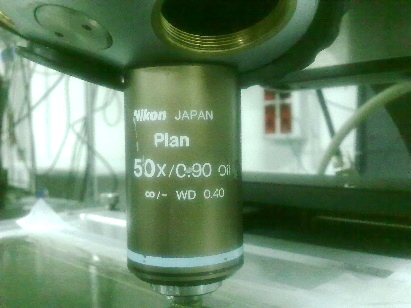 Nikon JAPAN
Plan
50x/0.90 Oil
∞/- WD 0.40